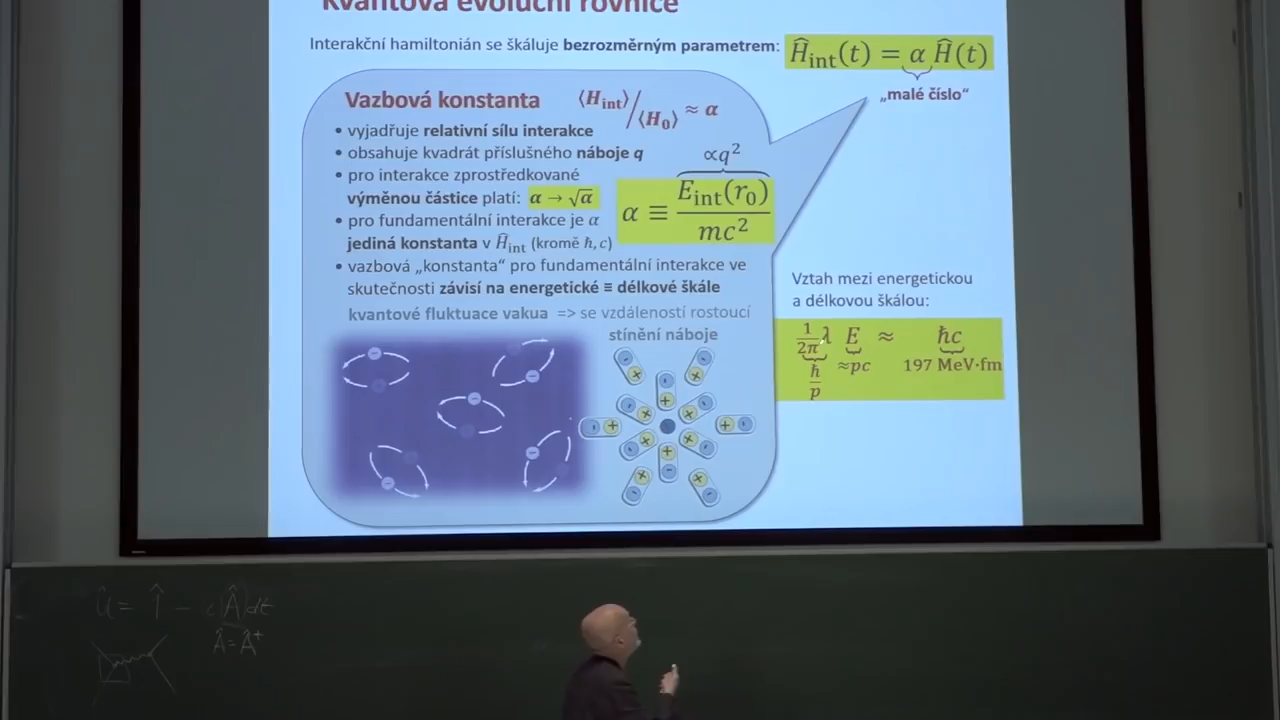 Kvantová evoluční rovnice
Interakční hamiltonián se škáluje bezrozměrným parametrem: Ĥint(t) = α Ĥ(t)
„malé číslo“
Vazbová konstanta ⟨Hint⟩/⟨H0⟩ ≈ α
• vyjadřuje relativní sílu interakce
• obsahuje kvadrát příslušného náboje q
• pro interakce zprostředkované
výměnou částice platí: α → √α
• pro fundamentální interakce je α
jediná konstanta v Ĥint (kromě ħ, c)
∝q²
α ≡ Eint(r0)/mc²
• vazbová „konstanta“ pro fundamentální interakce ve
skutečnosti závisí na energetické ≡ délkové škále
kvantové fluktuace vakua => se vzdáleností rostoucí
stínění náboje
Vztah mezi energetickou
a délkovou škálou:
1/2π λ E ≈ ħc
ħ/p ≈pc 197 MeV·fm
Â=Â⁺